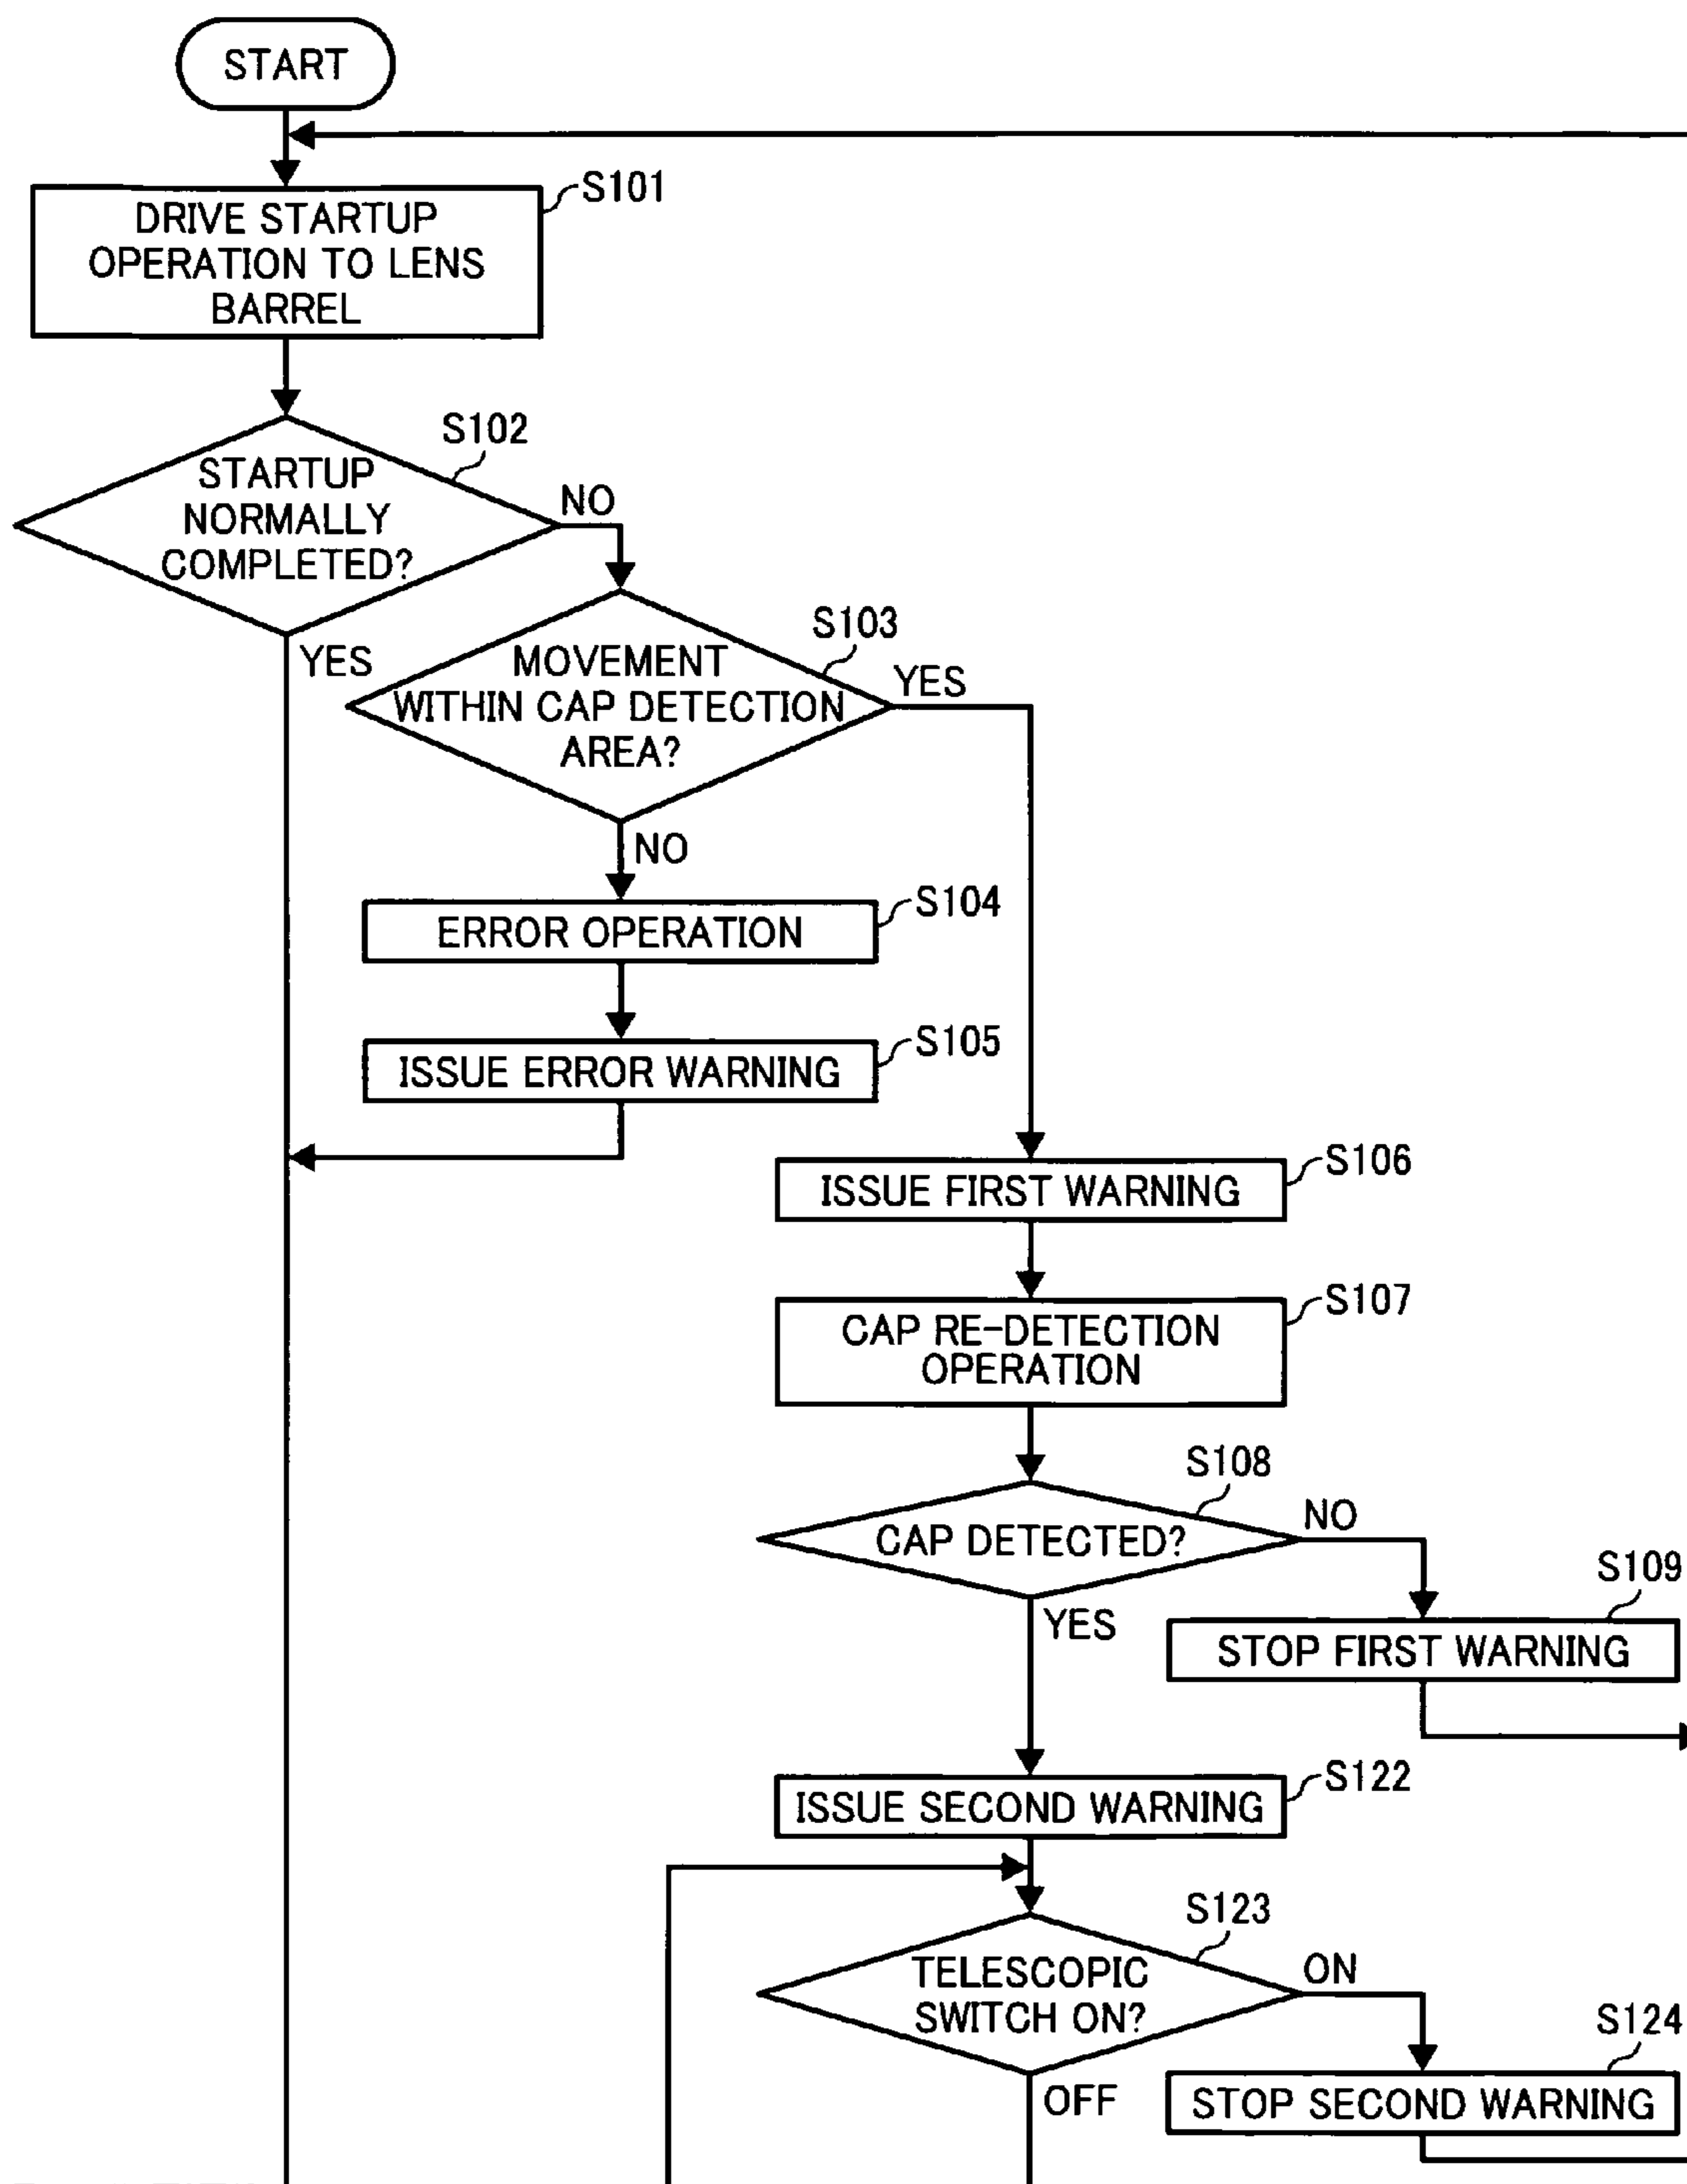 START
S101
DRIVE STARTUP
OPERATION TO LENS
BARREL
S102
STARTUP
NORMALLY
COMPLETED?
NO
YES
S103
MOVEMENT
WITHIN CAP DETECTION
AREA?
YES
NO
S104
ERROR OPERATION
S105
ISSUE ERROR WARNING
S106
ISSUE FIRST WARNING
S107
CAP RE-DETECTION
OPERATION
S108
CAP DETECTED?
NO
YES
S109
STOP FIRST WARNING
S122
ISSUE SECOND WARNING
S123
TELESCOPIC
SWITCH ON?
ON
OFF
S124
STOP SECOND WARNING